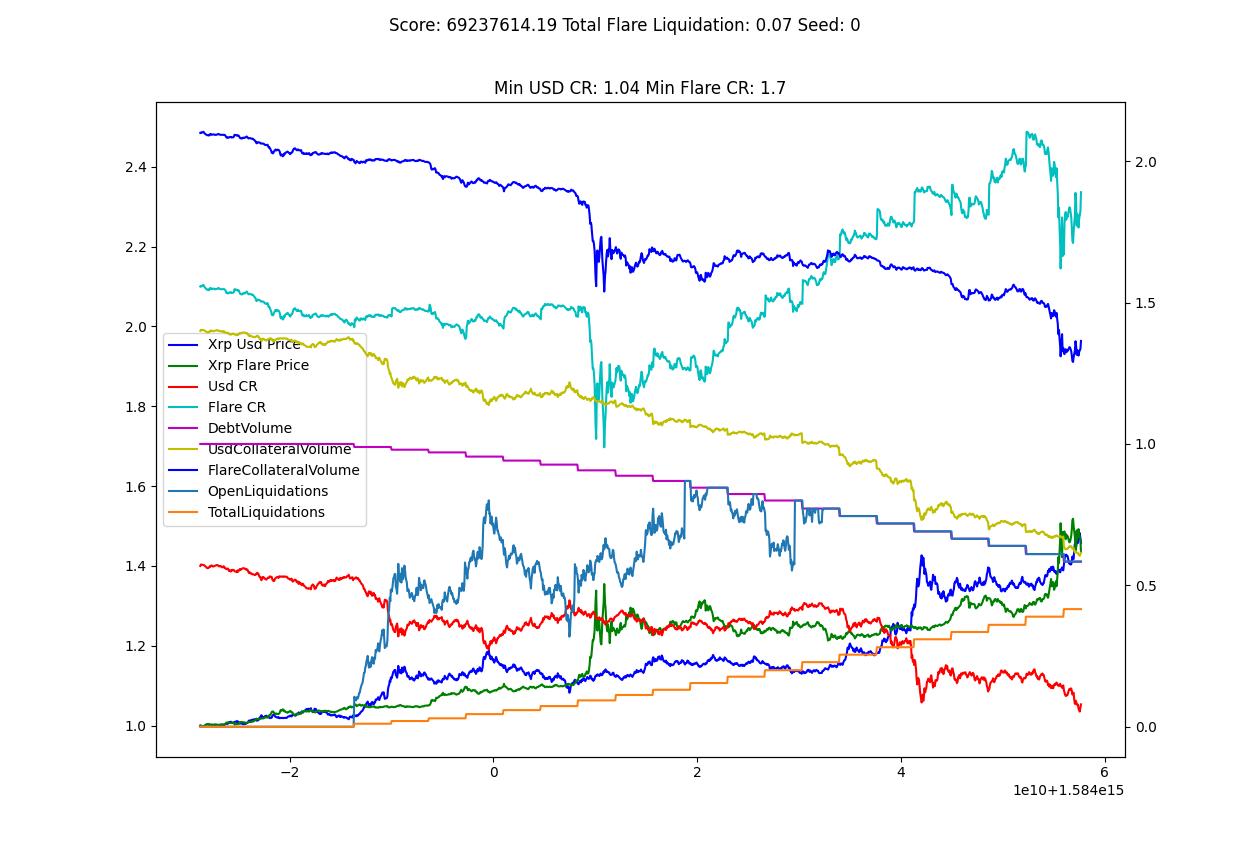 Score: 69237614.19 Total Flare Liquidation: 0.07 Seed: 0
Min USD CR: 1.04 Min Flare CR: 1.7
2.4
2.2
2.0
1.8
1.6
1.4
1.2
1.0
2.0
1.5
1.0
0.5
0.0
Xrp Usd Price
Xrp Flare Price
Usd CR
Flare CR
DebtVolume
UsdCollateralVolume
FlareCollateralVolume
OpenLiquidations
TotalLiquidations
−2
0
2
4
6
1e10+1.584e15